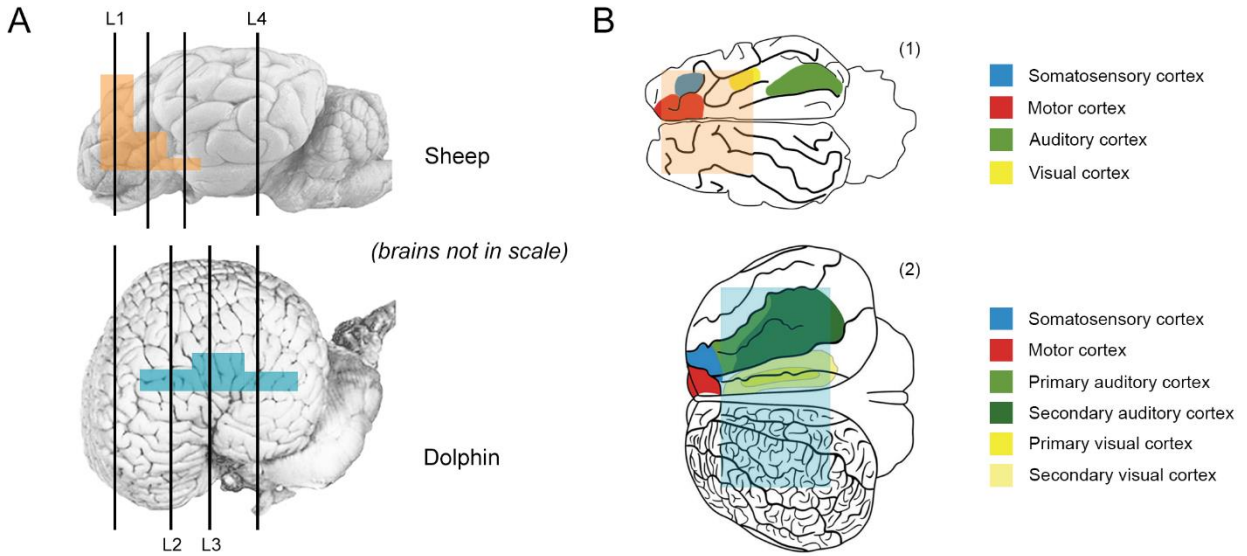 A
L1
L4
Sheep
(brains not in scale)
Dolphin
L2
L3
B
(1)
Somatosensory cortex
Motor cortex
Auditory cortex
Visual cortex
(2)
Somatosensory cortex
Motor cortex
Primary auditory cortex
Secondary auditory cortex
Primary visual cortex
Secondary visual cortex